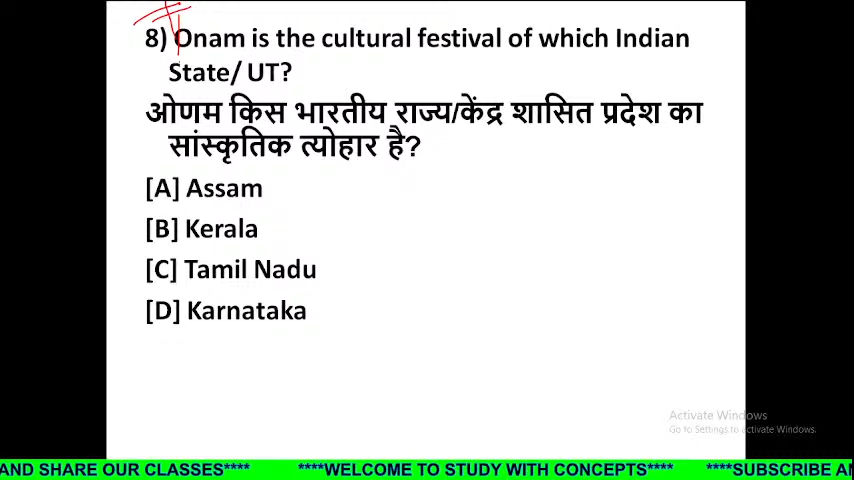 8) Onam is the cultural festival of which Indian
State/ UT?
ओणम किस भारतीय राज्य/केंद्र शासित प्रदेश का
सांस्कृतिक त्योहार है?
[A] Assam
[B] Kerala
[C] Tamil Nadu
[D] Karnataka
Activate Windows
Go to Settings to activate Windows.
AND SHARE OUR CLASSES**** ****WELCOME TO STUDY WITH CONCEPTS**** ****SUBSCRIBE AN